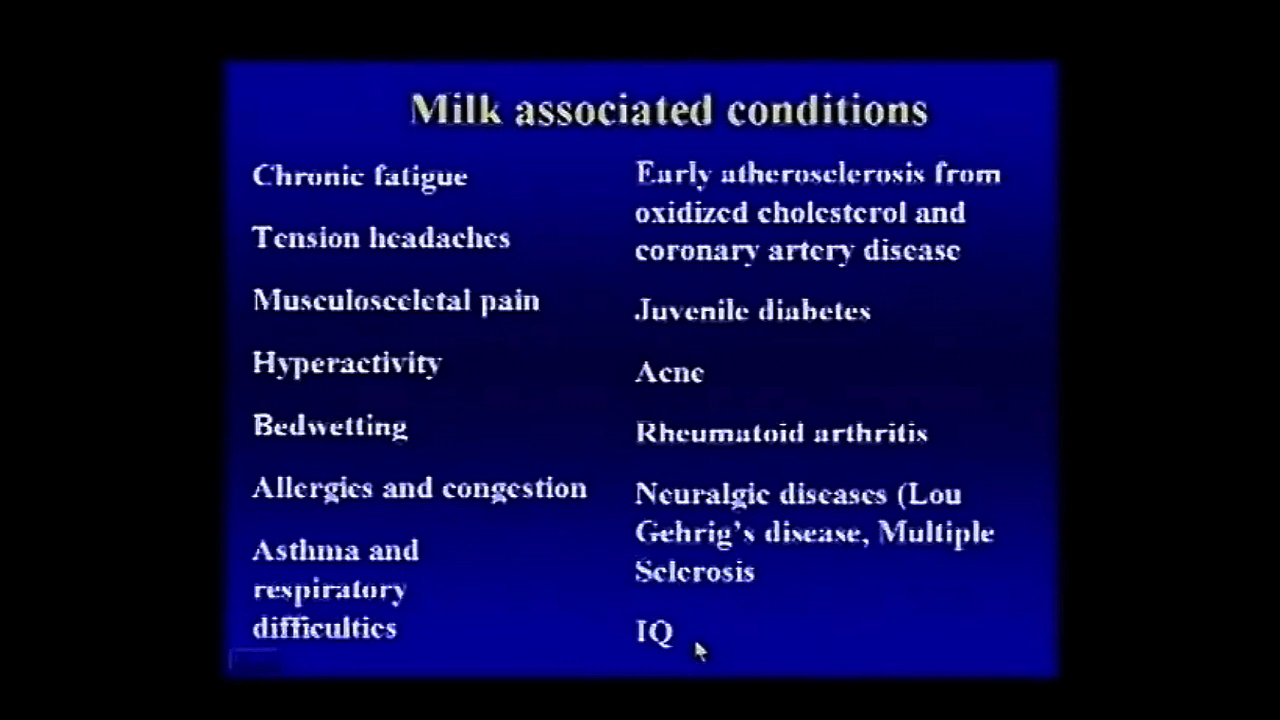 Milk associated conditions
Chronic fatigue
Tension headaches
Musculosceletal pain
Hyperactivity
Bedwetting
Allergies and congestion
Asthma and
respiratory
difficulties
Early atherosclerosis from
oxidized cholesterol and
coronary artery disease
Juvenile diabetes
Acne
Rheumatoid arthritis
Neuralgic diseases (Lou
Gehrig's disease, Multiple
Sclerosis
IQ